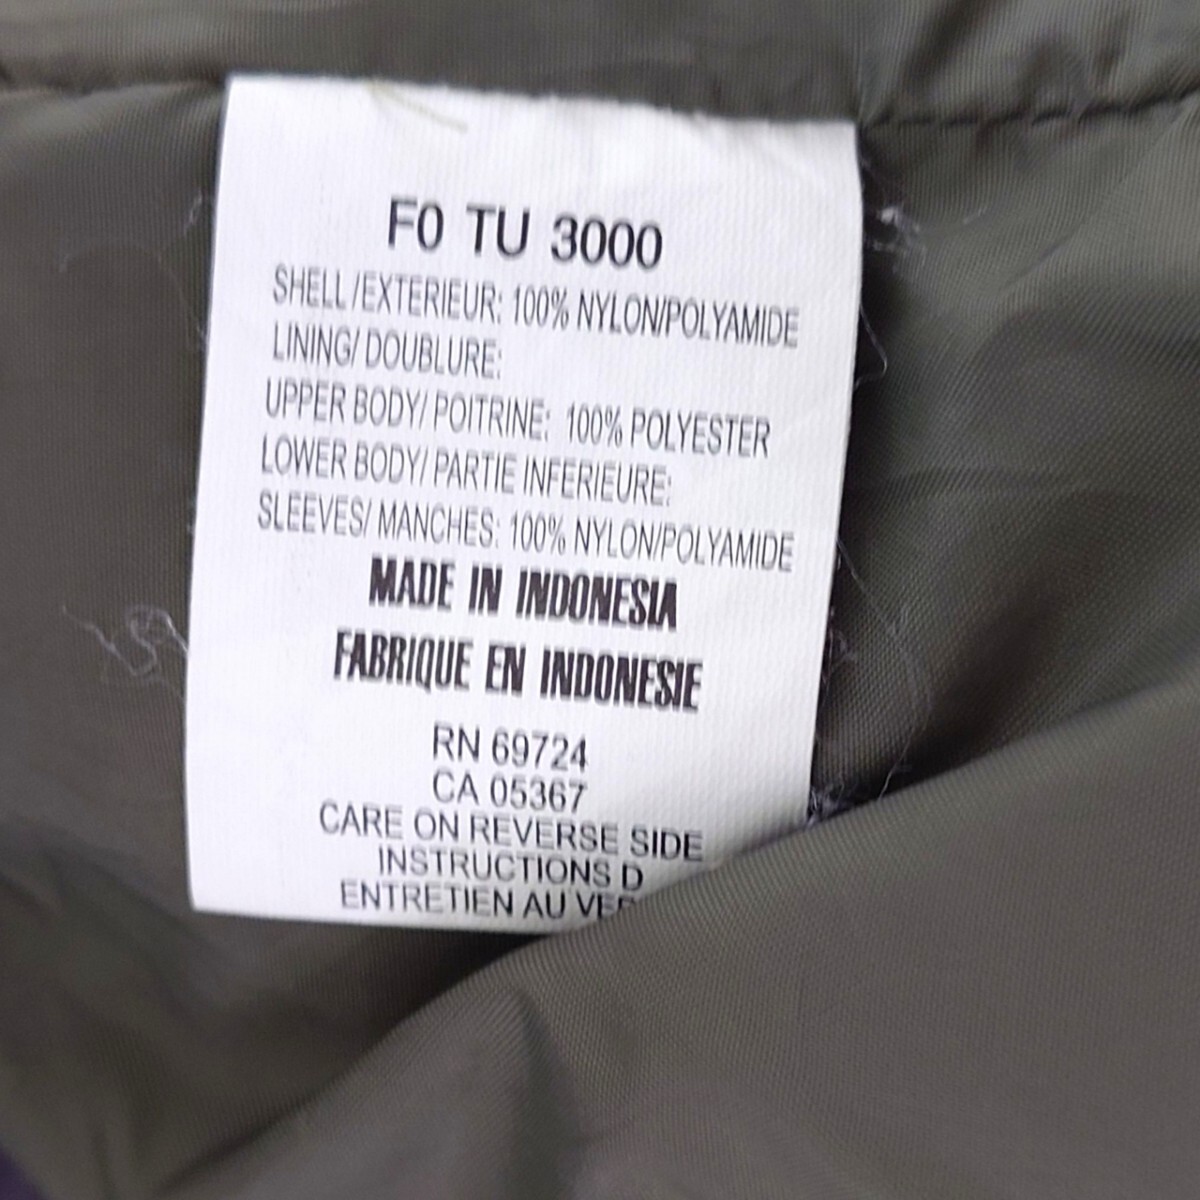 F0 TU 3000
SHELL/EXTERIEUR: 100% NYLON/POLYAMIDE
LINING/ DOUBLURE:
UPPER BODY/ POITRINE: 100% POLYESTER
LOWER BODY/ PARTIE INFERIEURE:
SLEEVES/ MANCHES: 100% NYLON/POLYAMIDE
MADE IN INDONESIA
FABRIQUE EN INDONESIE
RN 69724
CA 05367
CARE ON REVERSE SIDE
INSTRUCTIONS D
ENTRETIEN AU